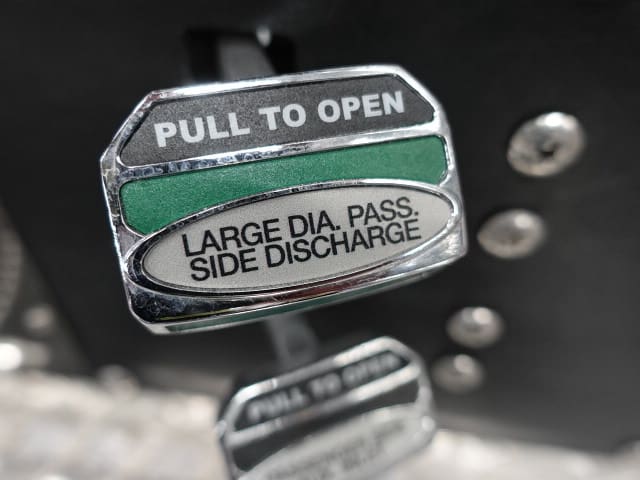 PULL TO OPEN
LARGE DIA. PASS.
SIDE DISCHARGE
PULL TO OPEN